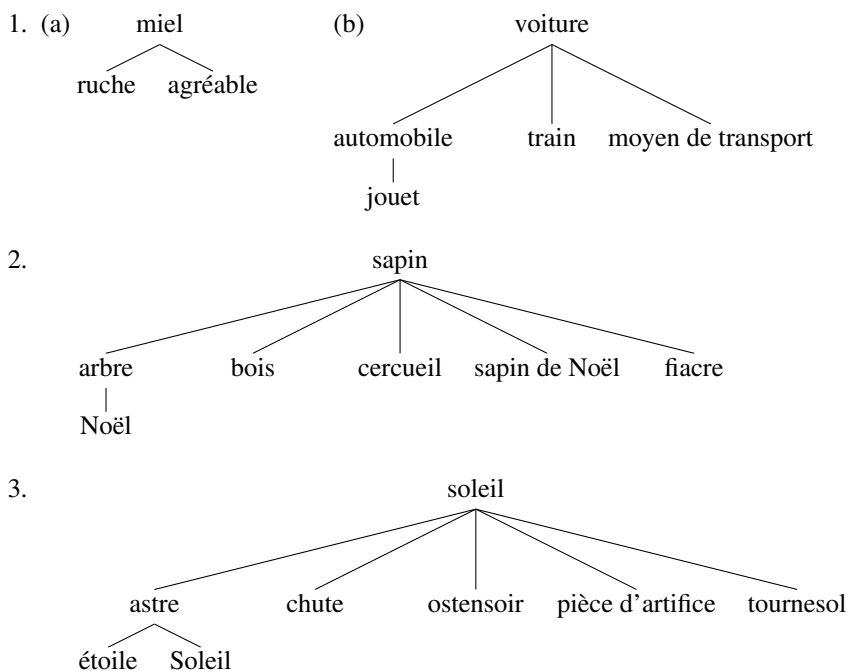 1. (a) miel (b) voiture
ruche agréable
automobile train moyen de transport
jouet
2. sapin
arbre bois cercueil sapin de Noël fiacre
Noël
3. soleil
astre chute ostensoir pièce d'artifice tournesol
étoile Soleil